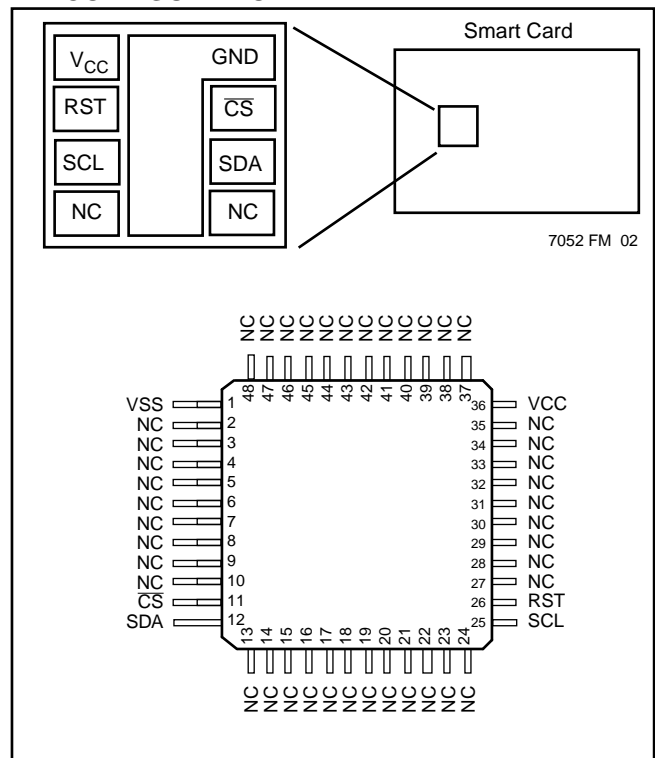 Smart Card
VCC GND
RST C̅S̅
SCL SDA
NC NC
7052 FM 02
NC NC NC NC NC NC NC NC NC NC NC
48 47 46 45 44 43 42 41 40 39 38 37
VSS 1 36 VCC
NC 2 35 NC
NC 3 34 NC
NC 4 33 NC
NC 5 32 NC
NC 6 31 NC
NC 7 30 NC
NC 8 29 NC
NC 9 28 NC
NC 10 27 NC
C̅S̅ 11 26 RST
SDA 12 25 SCL
13 14 15 16 17 18 19 20 21 22 23 24
NC NC NC NC NC NC NC NC NC NC NC